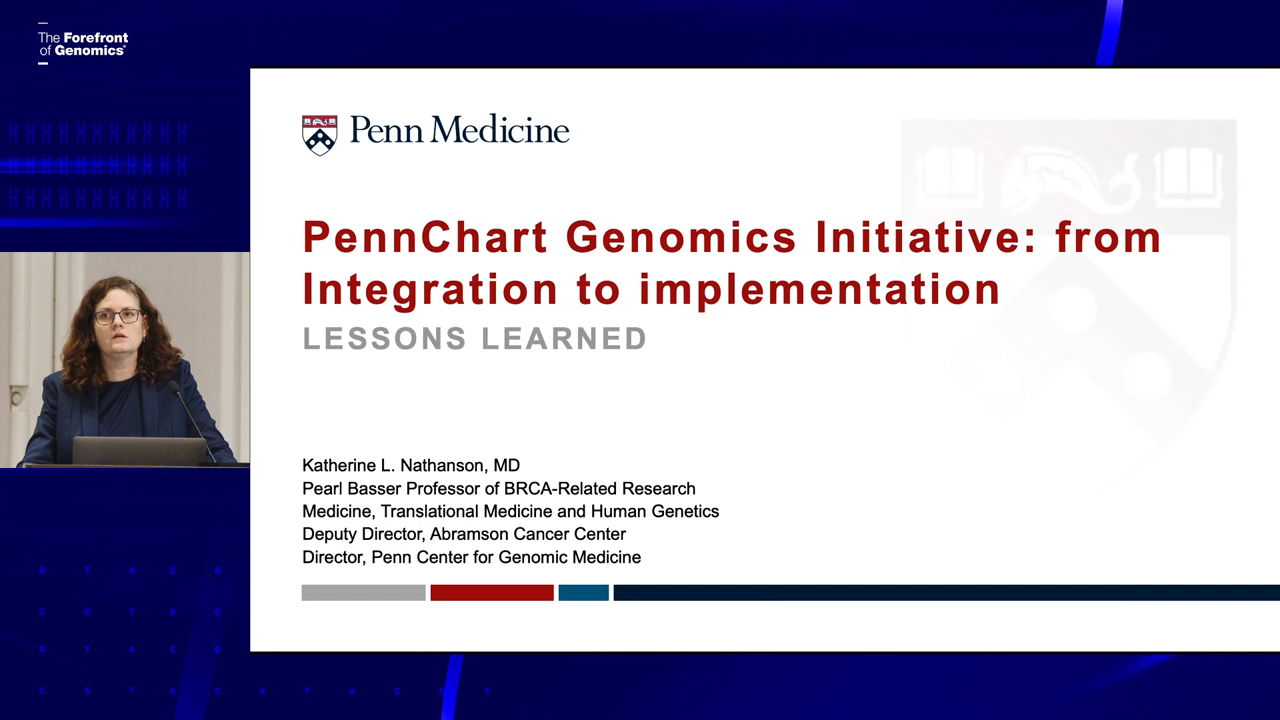 The Forefront
of Genomics®
Penn Medicine
PennChart Genomics Initiative: from
Integration to implementation
LESSONS LEARNED
Katherine L. Nathanson, MD
Pearl Basser Professor of BRCA-Related Research
Medicine, Translational Medicine and Human Genetics
Deputy Director, Abramson Cancer Center
Director, Penn Center for Genomic Medicine